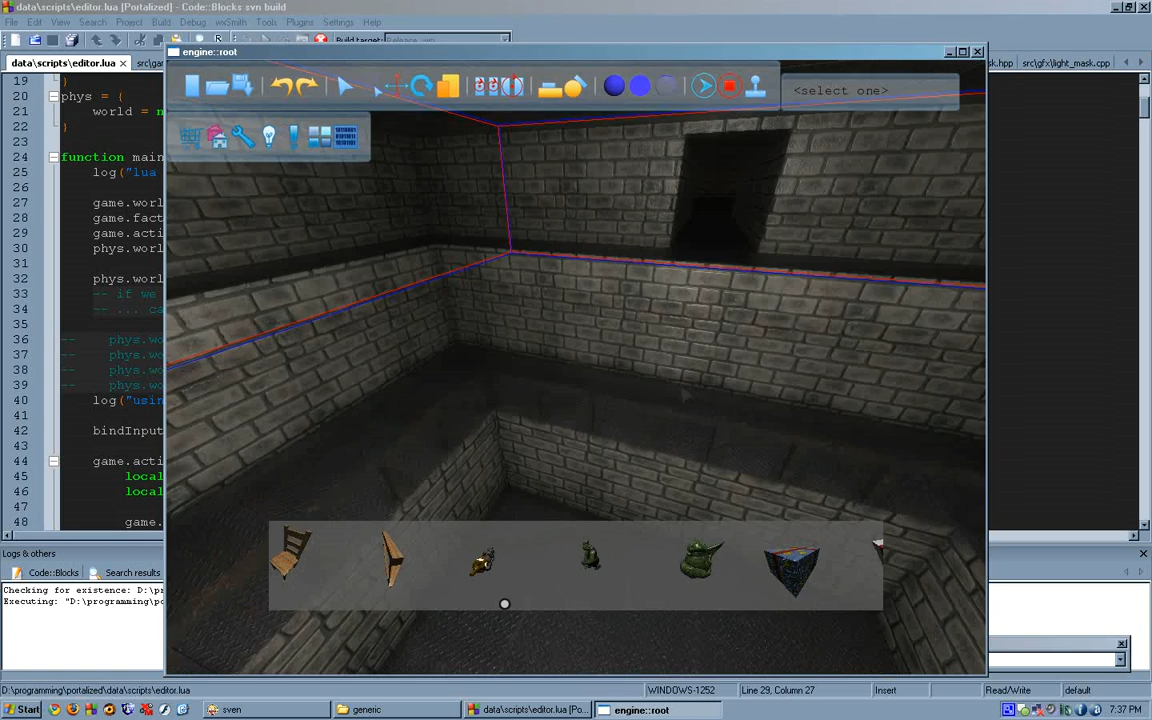 data\scripts\editor.lua [Portalized] - Code::Blocks svn build
File Edit View Search Project Build Debug wxSmith Tools Plugins Settings Help
Build target:
engine::root
data\scripts\editor.lua
src\ga
k.hpp
src\gfx\light_mask.cpp
<select one>
19 }
20 phys = {
21 world = n
22 }
23
24 function main
25 log("lua
26
27 game.worl
28 game.fact
29 game.acti
30 phys.worl
31
32 phys.worl
33 -- if we
34 -- ... ca
35
36 -- phys.wo
37 -- phys.wo
38 -- phys.wo
39 -- phys.wo
40 log("usin
41
42 bindInput
43
44 game.acti
45 local
46 local
47
48 game.
Logs & others
Code::Blocks
Search results
Checking for existence: D:\pr
Executing: "D:\programming\po
D:\programming\portalized\data\scripts\editor.lua
WINDOWS-1252
Line 29, Column 27
Insert
Read/Write
default
Start
sven
generic
data\scripts\editor.lua [Po...
engine::root
7:37 PM